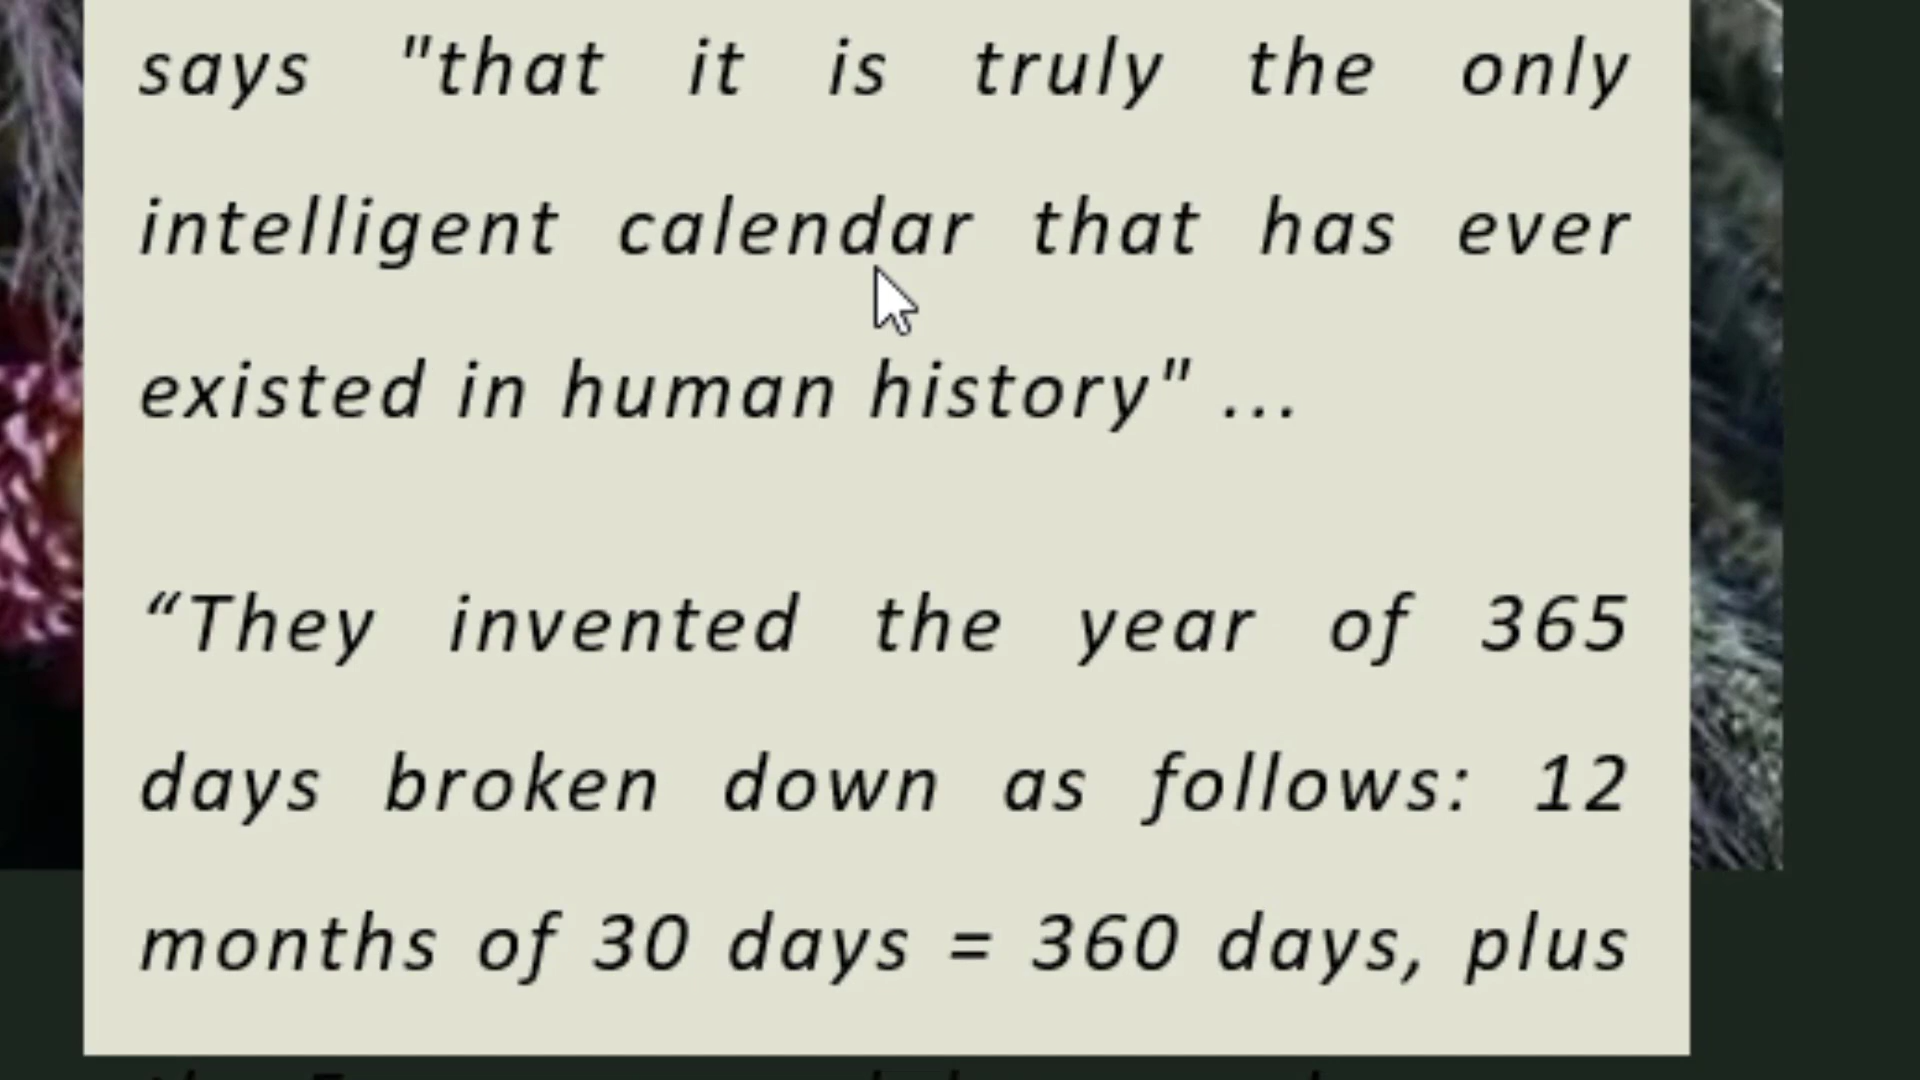 says "that it is truly the only
intelligent calendar that has ever
existed in human history" ...
“They invented the year of 365
days broken down as follows: 12
months of 30 days = 360 days, plus